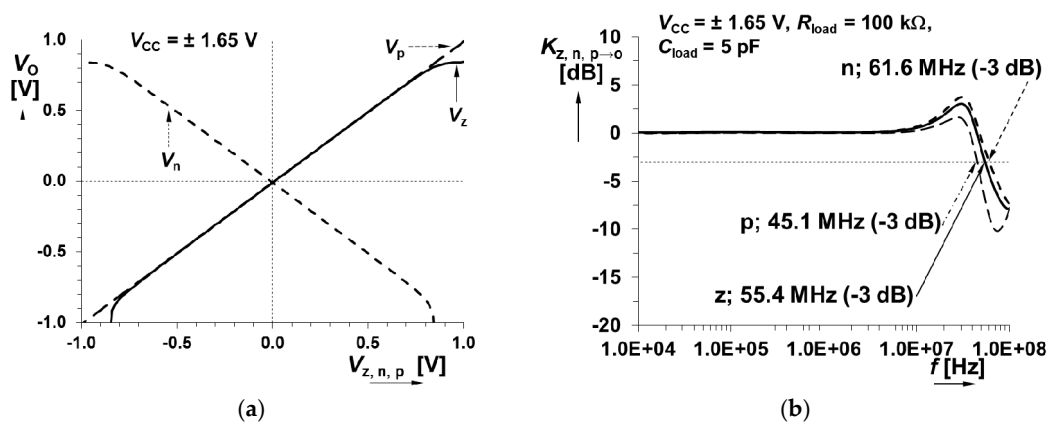 V_CC = ± 1.65 V
V_O
[V]
V_p
V_z
V_n
1.0
0.5
0.0
-0.5
-1.0
-1.0 -0.5 0.0 0.5 1.0
V_z, n, p [V]
(a)
V_CC = ± 1.65 V, R_load = 100 kΩ,
C_load = 5 pF
K_z, n, p→o
[dB]
n; 61.6 MHz (-3 dB)
p; 45.1 MHz (-3 dB)
z; 55.4 MHz (-3 dB)
10
5
0
-5
-10
-15
-20
1.0E+04 1.0E+05 1.0E+06 1.0E+07 1.0E+08
f [Hz]
(b)